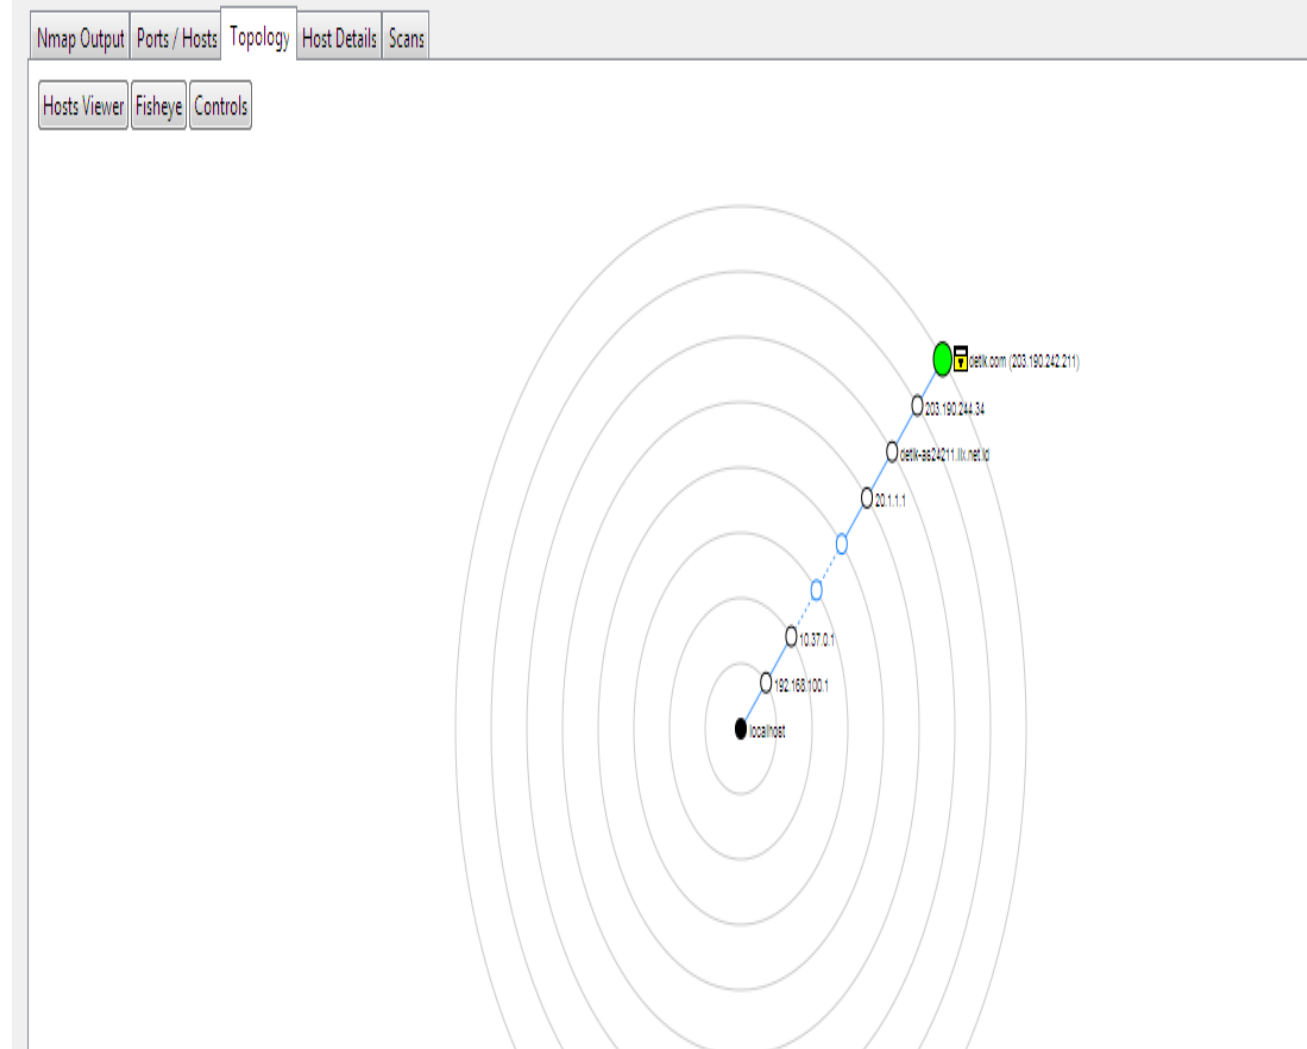 Nmap Output Ports / Hosts Topology Host Details Scans
Hosts Viewer Fisheye Controls
detik.com (203.190.242.211)
203.190.244.34
detik-as24211.iix.net.id
20.1.1.1
10.37.0.1
192.168.100.1
localhost